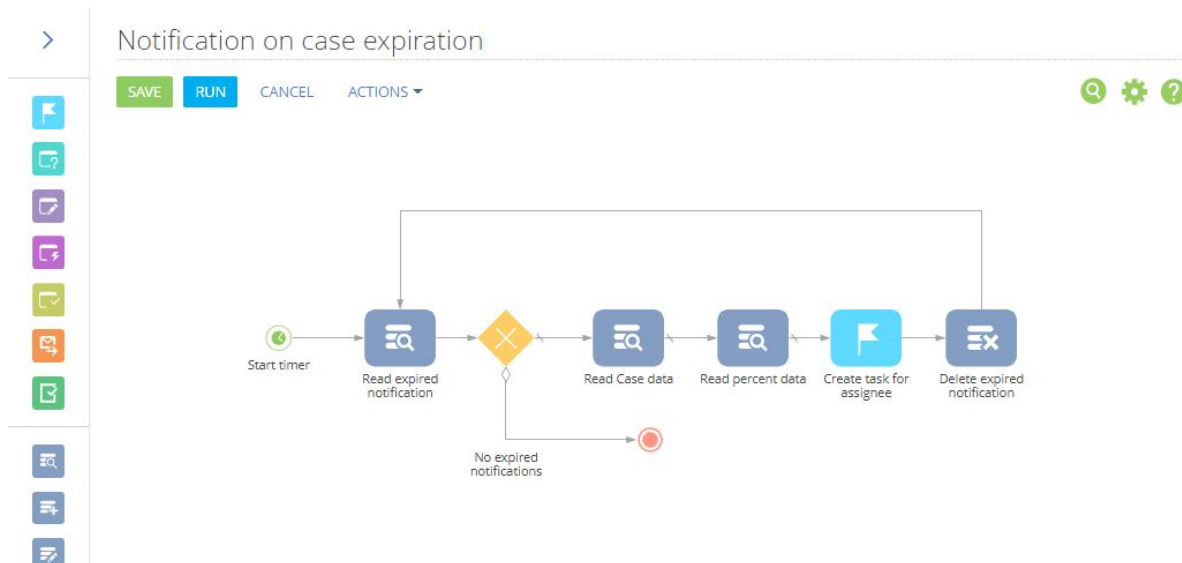 Notification on case expiration
SAVE
RUN
CANCEL
ACTIONS
Start timer
Read expired
notification
Read Case data
Read percent data
Create task for
assignee
Delete expired
notification
No expired
notifications